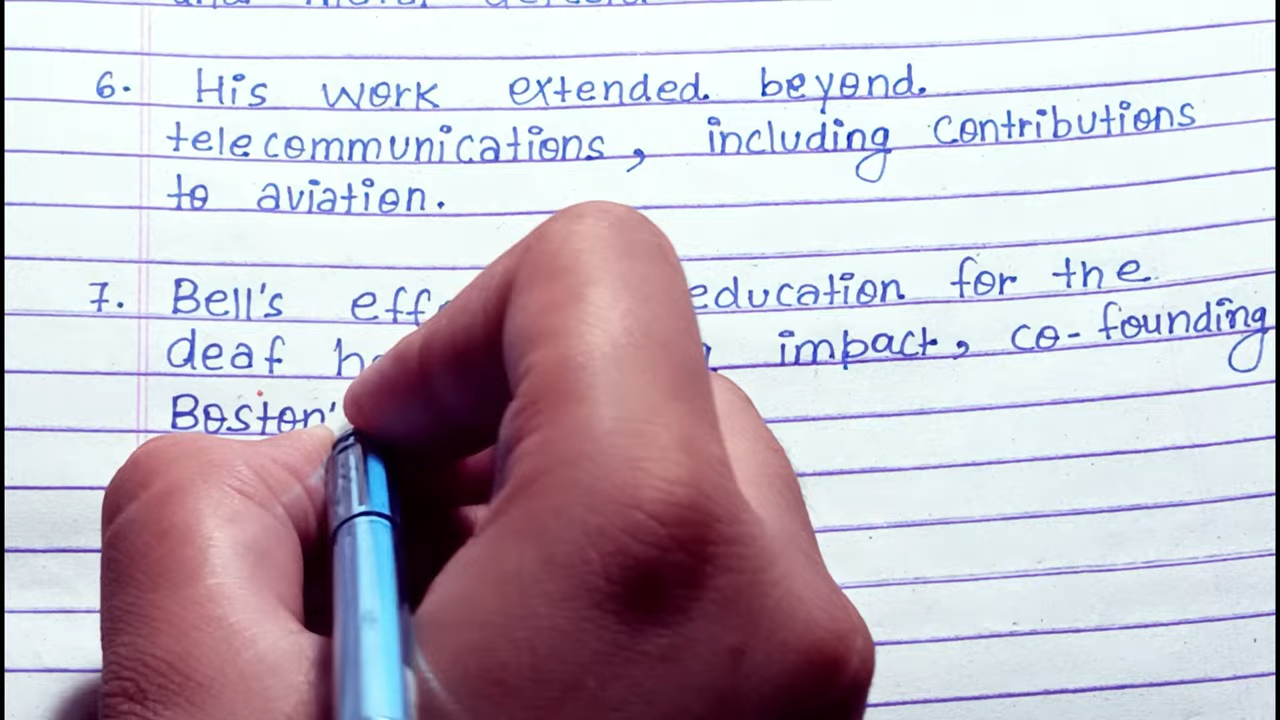 6. His work extended beyond.
telecommunications, including contributions
to aviation.
7. Bell's education for the
deaf impact, co-founding
Boston'